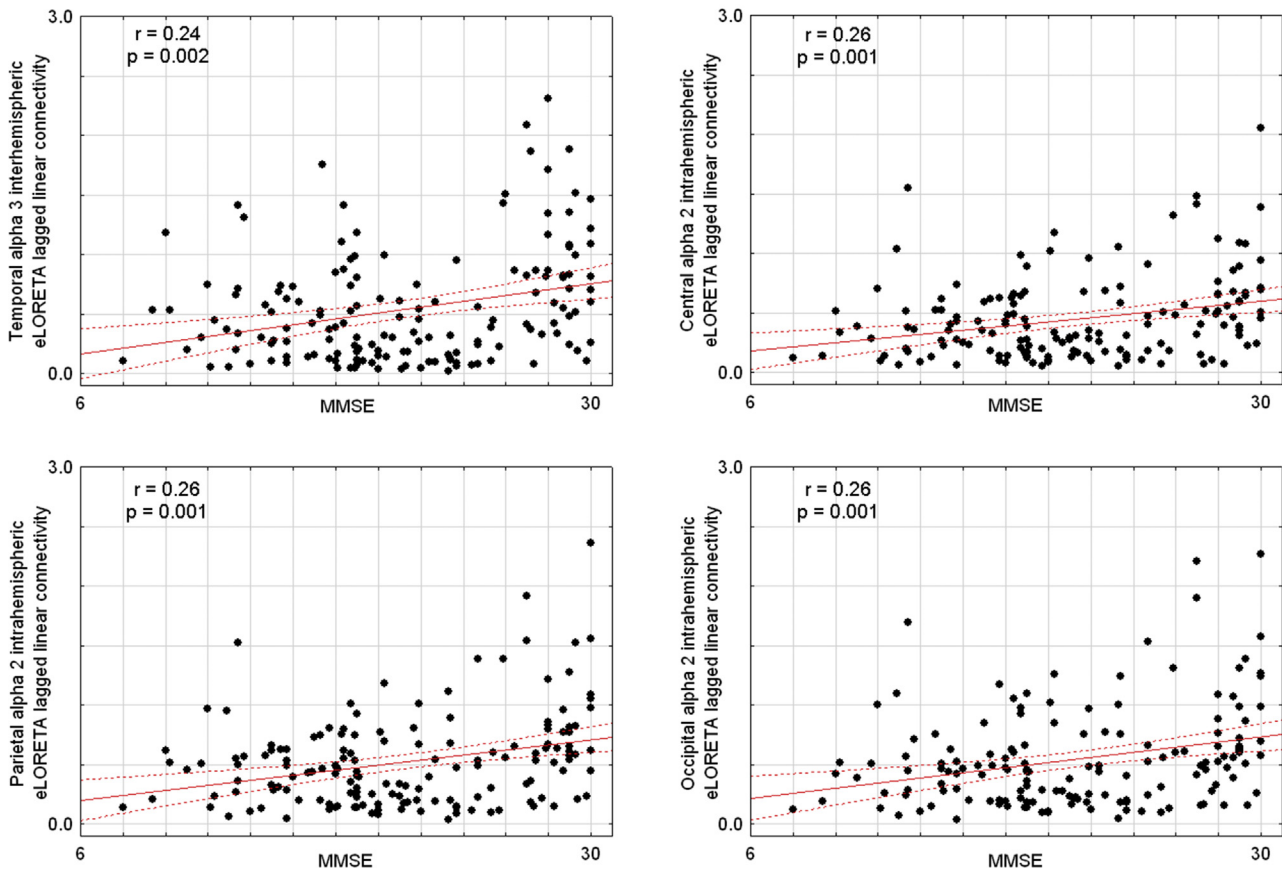 Temporal alpha 3 interhemispheric
eLORETA lagged linear connectivity
3.0
r = 0.24
p = 0.002
0.0
6
MMSE
30
Central alpha 2 intrahemispheric
eLORETA lagged linear connectivity
3.0
r = 0.26
p = 0.001
0.0
6
MMSE
30
Parietal alpha 2 intrahemispheric
eLORETA lagged linear connectivity
3.0
r = 0.26
p = 0.001
0.0
6
MMSE
30
Occipital alpha 2 intrahemispheric
eLORETA lagged linear connectivity
3.0
r = 0.26
p = 0.001
0.0
6
MMSE
30